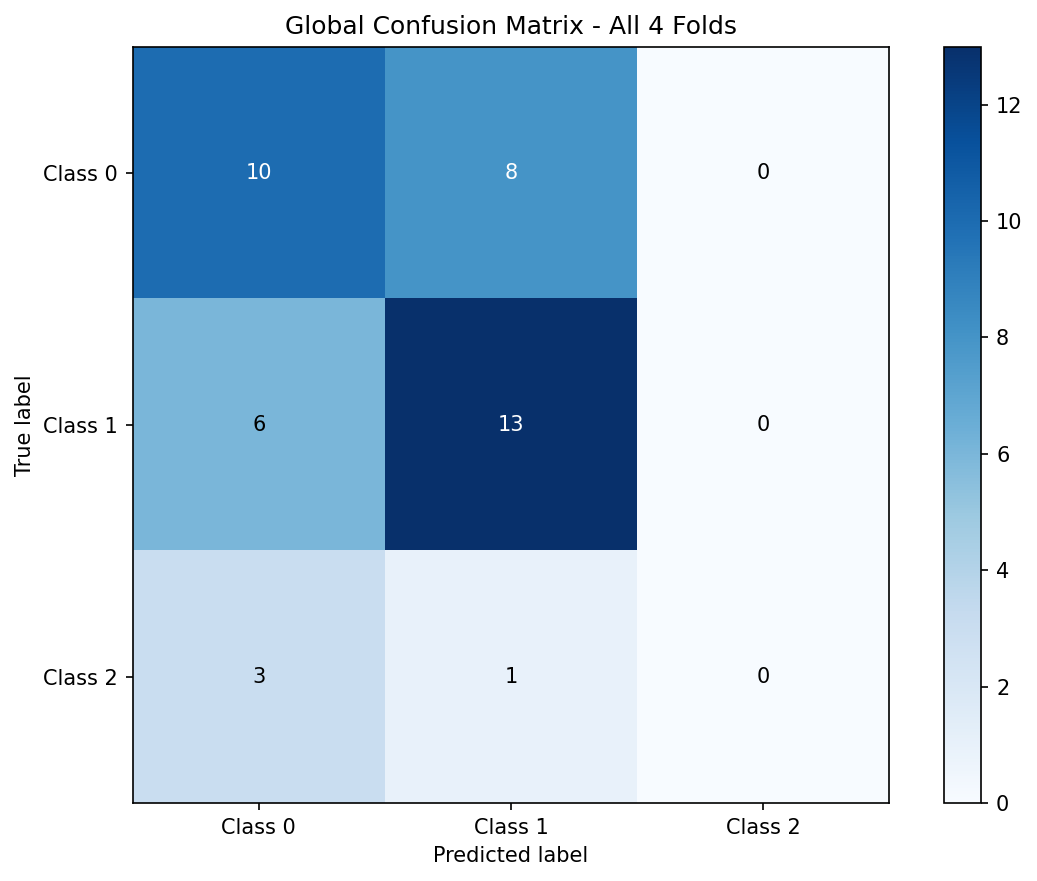 Global Confusion Matrix - All 4 Folds
True label
Class 0
10
8
0
Class 1
6
13
0
Class 2
3
1
0
Class 0
Class 1
Class 2
Predicted label
12
10
8
6
4
2
0